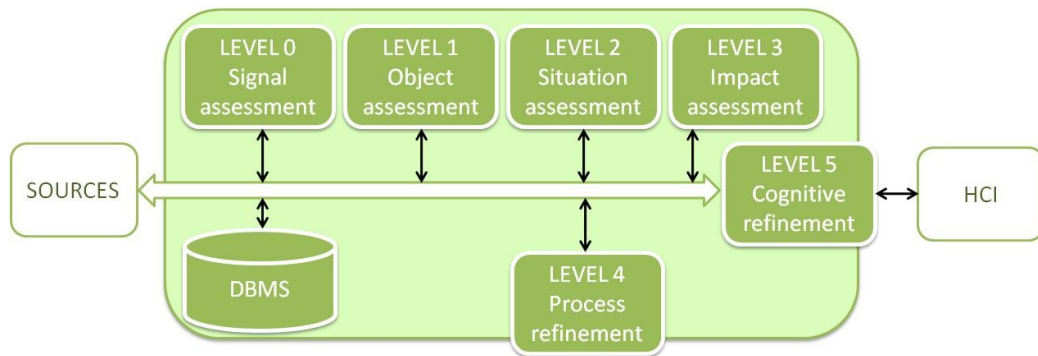 LEVEL 0
Signal
assessment
LEVEL 1
Object
assessment
LEVEL 2
Situation
assessment
LEVEL 3
Impact
assessment
SOURCES
LEVEL 5
Cognitive
refinement
HCI
DBMS
LEVEL 4
Process
refinement